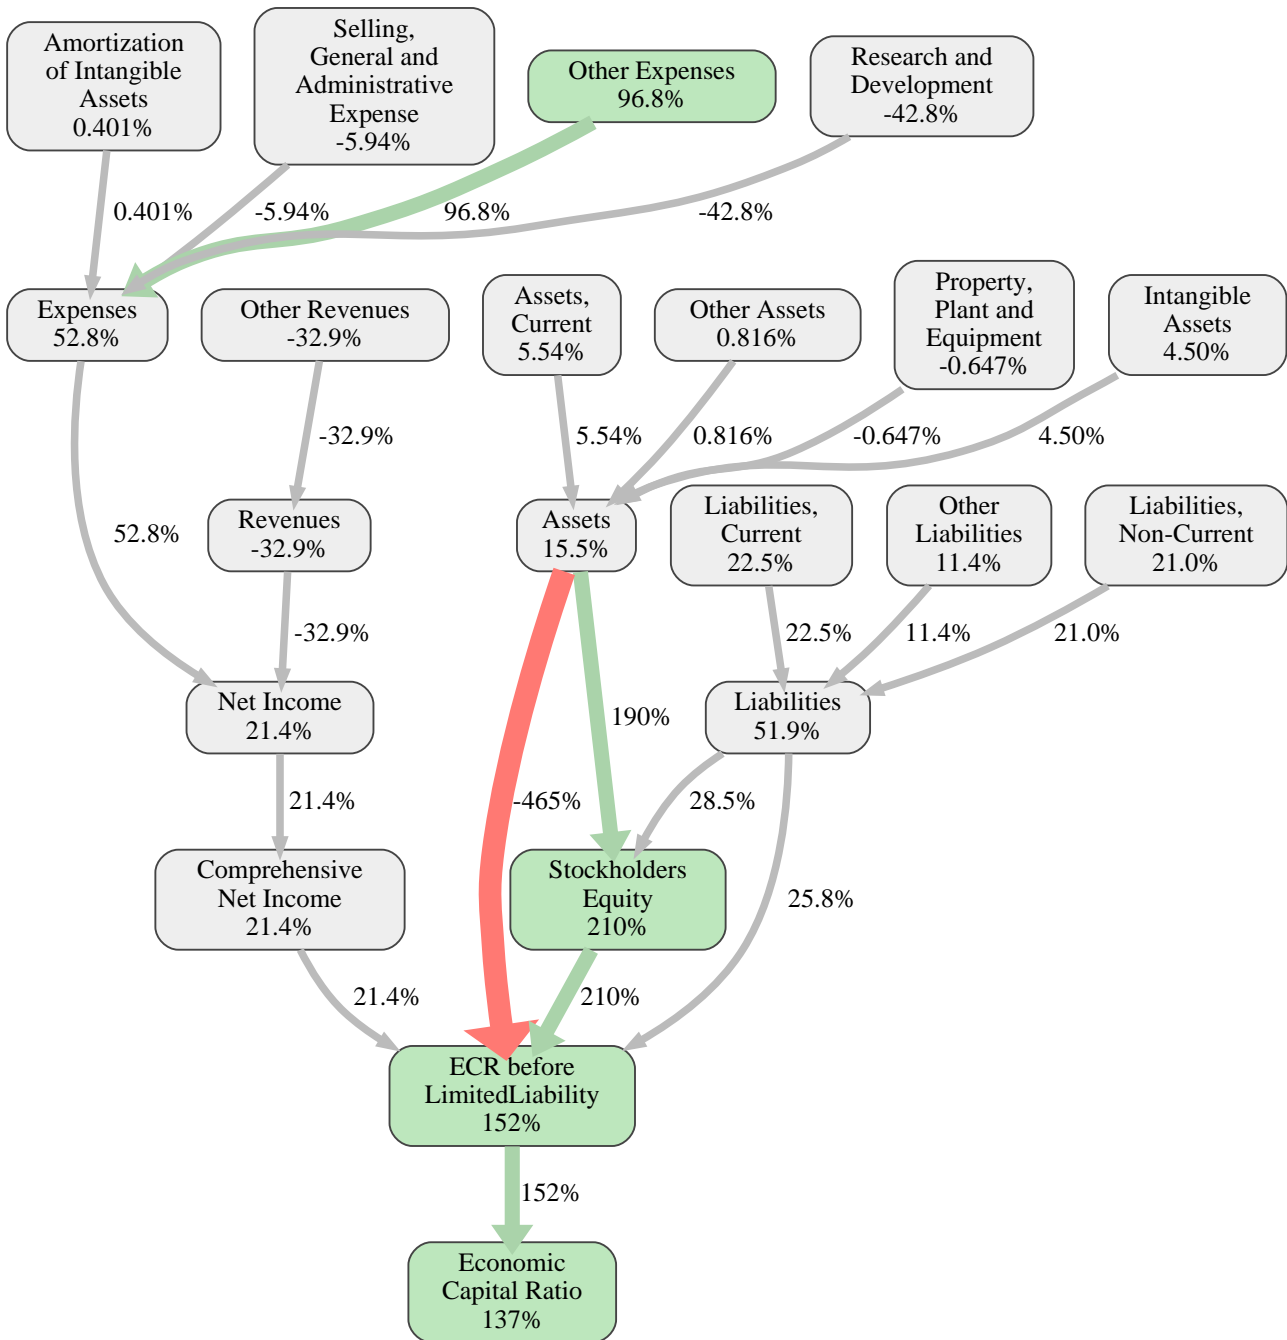 Amortization
of Intangible
Assets
0.401%
Selling,
General and
Administrative
Expense
-5.94%
Other Expenses
96.8%
Research and
Development
-42.8%
0.401%
-5.94%
96.8%
-42.8%
Expenses
52.8%
Other Revenues
-32.9%
Assets,
Current
5.54%
Other Assets
0.816%
Property,
Plant and
Equipment
-0.647%
Intangible
Assets
4.50%
-32.9%
5.54%
0.816%
-0.647%
4.50%
52.8%
Revenues
-32.9%
Assets
15.5%
Liabilities,
Current
22.5%
Other
Liabilities
11.4%
Liabilities,
Non-Current
21.0%
-32.9%
22.5%
11.4%
21.0%
Net Income
21.4%
190%
Liabilities
51.9%
21.4%
-465%
28.5%
Comprehensive
Net Income
21.4%
Stockholders
Equity
210%
25.8%
21.4%
210%
ECR before
LimitedLiability
152%
152%
Economic
Capital Ratio
137%